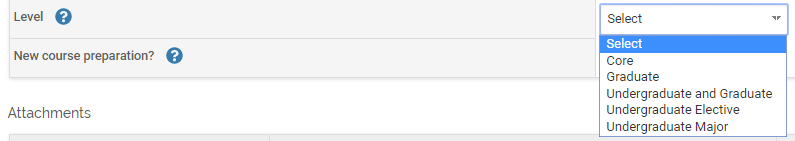 Level ?
Select
Select
New course preparation? ?
Core
Graduate
Undergraduate and Graduate
Undergraduate Elective
Undergraduate Major
Attachments